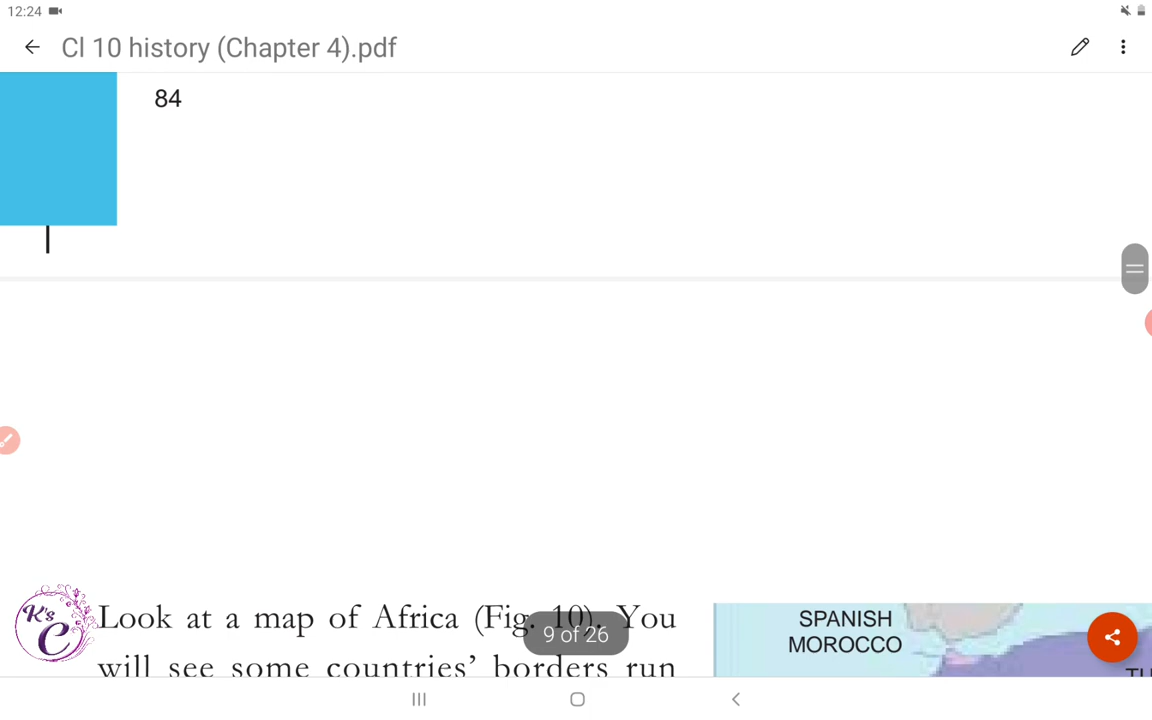 12:24
Cl 10 history (Chapter 4).pdf
84
K's
C
Look at a map of Africa (Fig. 10). You
will see some countries' borders run
9 of 26
SPANISH
MOROCCO
TU